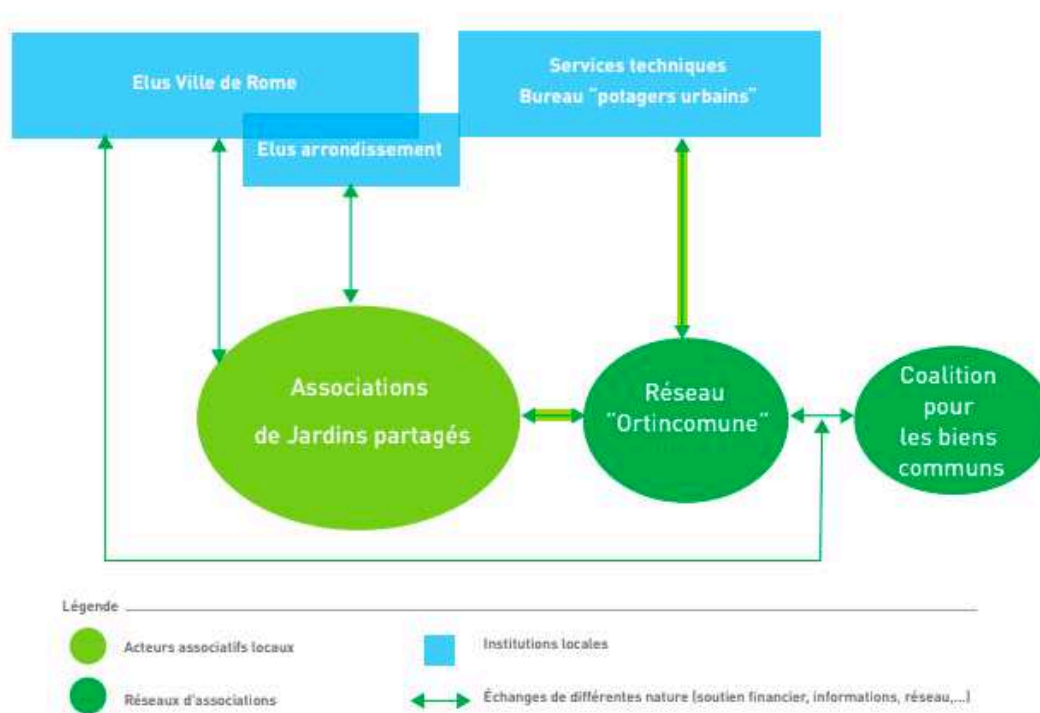 Elus Ville de Rome
Services techniques
Bureau "potagers urbains"
Elus arrondissement
Associations
de Jardins partagés
Réseau
"Ortincomune"
Coalition
pour
les biens
communs
Légende
Acteurs associatifs locaux
Institutions locales
Réseaux d'associations
Échanges de différentes nature (soutien financier, informations, réseau,...)